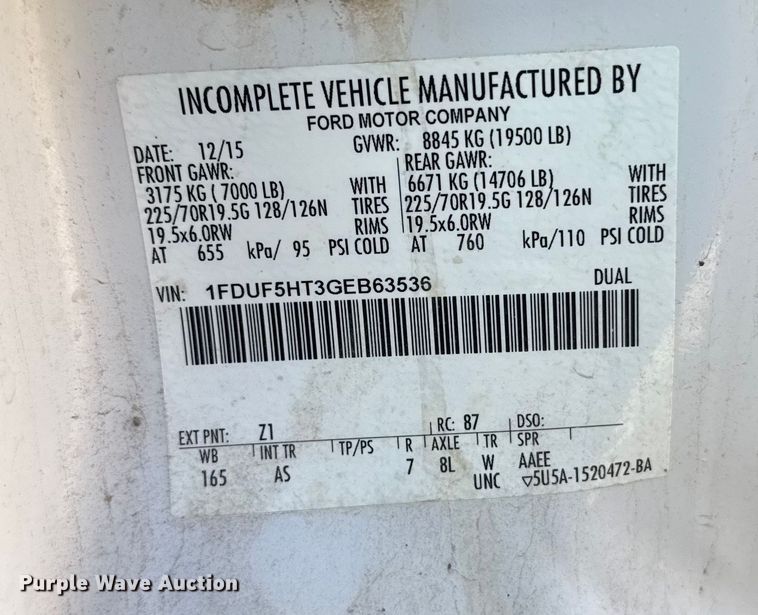 INCOMPLETE VEHICLE MANUFACTURED BY
FORD MOTOR COMPANY
DATE: 12/15 GVWR: 8845 KG (19500 LB)
FRONT GAWR: REAR GAWR:
3175 KG (7000 LB) WITH 6671 KG (14706 LB) WITH
225/70R19.5G 128/126N TIRES 225/70R19.5G 128/126N TIRES
19.5x6.0RW RIMS 19.5x6.0RW RIMS
AT 655 kPa/ 95 PSI COLD AT 760 kPa/110 PSI COLD
VIN: 1FDUF5HT3GEB63536 DUAL
EXT PNT: Z1 RC: 87 DSO:
WB INT TR TP/PS R AXLE TR SPR
165 AS 7 8L W AAEE
UNC ▽5U5A-1520472-BA
Purple Wave Auction